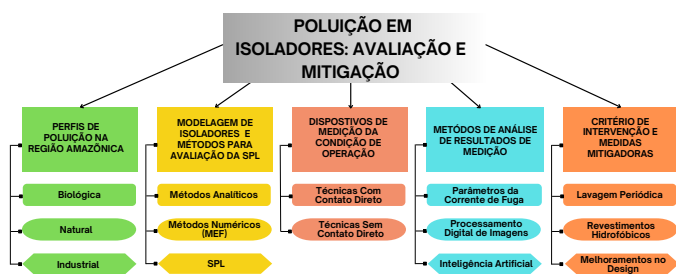 POLUIÇÃO EM
ISOLADORES: AVALIAÇÃO E
MITIGAÇÃO
PERFIS DE
POLUIÇÃO NA
REGIÃO AMAZÔNICA
Biológica
Natural
Industrial
MODELAGEM DE
ISOLADORES E
MÉTODOS PARA
AVALIAÇÃO DA SPL
Métodos Analíticos
Métodos Numéricos
(MEF)
SPL
DISPOSTIVOS DE
MEDIÇÃO DA
CONDIÇÃO DE
OPERAÇÃO
Técnicas Com
Contato Direto
Técnicas Sem
Contato Direto
METÓDOS DE ANÁLISE
DE RESULTADOS DE
MEDIÇÃO
Parâmetros da
Corrente de Fuga
Processamento
Digital de Imagens
Inteligência Artificial
CRITÉRIO DE
INTERVENÇÃO E
MEDIDAS
MITIGADORAS
Lavagem Periódica
Revestimentos
Hidrofóbicos
Melhoramentos no
Design